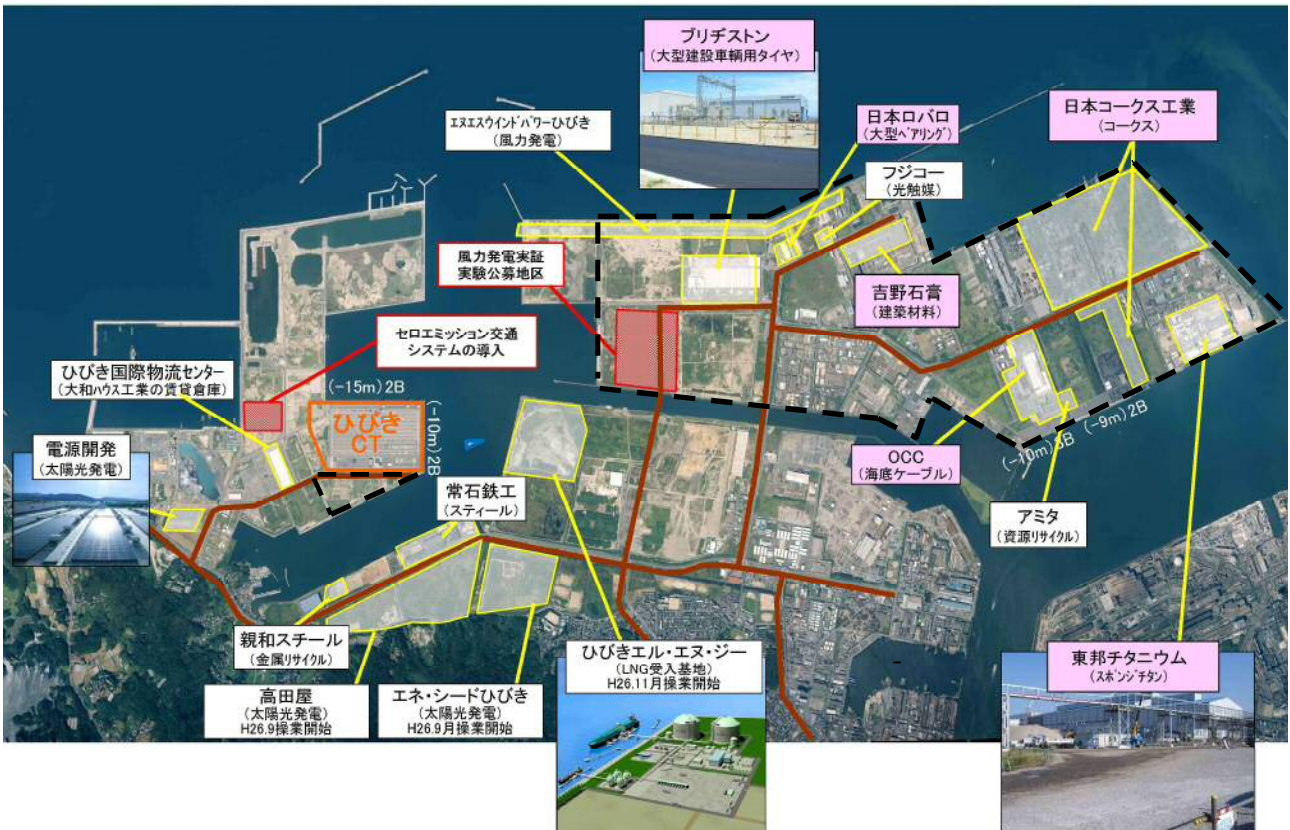 ブリヂストン
(大型建設車輌用タイヤ)
エヌエスウインドパワーひびき
(風力発電)
日本ロバロ
(大型ベアリング)
日本コークス工業
(コークス)
フジコー
(光触媒)
風力発電実証
実験公募地区
吉野石膏
(建築材料)
セロエミッション交通
システムの導入
ひびき国際物流センター
(大和ハウス工業の賃貸倉庫)
(-15m)2B
ひびき
CT
(-10m)2B
電源開発
(太陽光発電)
常石鉄工
(スティール)
OCC
(海底ケーブル)
(-10m)3B
(-9m)2B
アミタ
(資源リサイクル)
親和スチール
(金属リサイクル)
高田屋
(太陽光発電)
H26.9操業開始
エネ・シードひびき
(太陽光発電)
H26.9月操業開始
ひびきエル・エヌ・ジー
(LNG受入基地)
H26.11月操業開始
東邦チタニウム
(スポンジチタン)